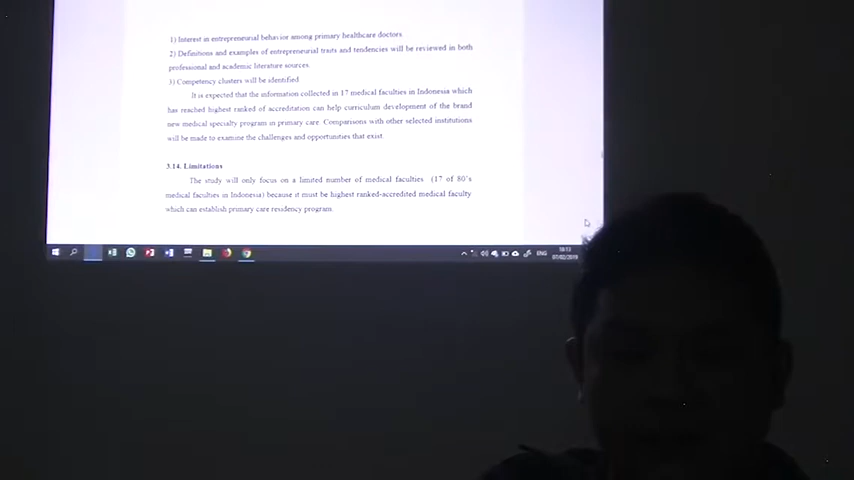 1) Interest in entrepreneurial behavior among primary healthcare doctors
2) Definitions and examples of entrepreneurial traits and tendencies will be reviewed in both
professional and academic literature sources.
3) Competency clusters will be identified
It is expected that the information collected in 17 medical faculties in Indonesia which
has reached highest ranked of accreditation can help curriculum development of the brand
new medical specialty program in primary care. Comparisons with other selected institutions
will be made to examine the challenges and opportunities that exist.
3.14. Limitations
The study will only focus on a limited number of medical faculties (17 of 80's
medical faculties in Indonesia) because it must be highest ranked-accredited medical faculty
which can establish primary care residency program.
ENG
10:13
07/02/2019